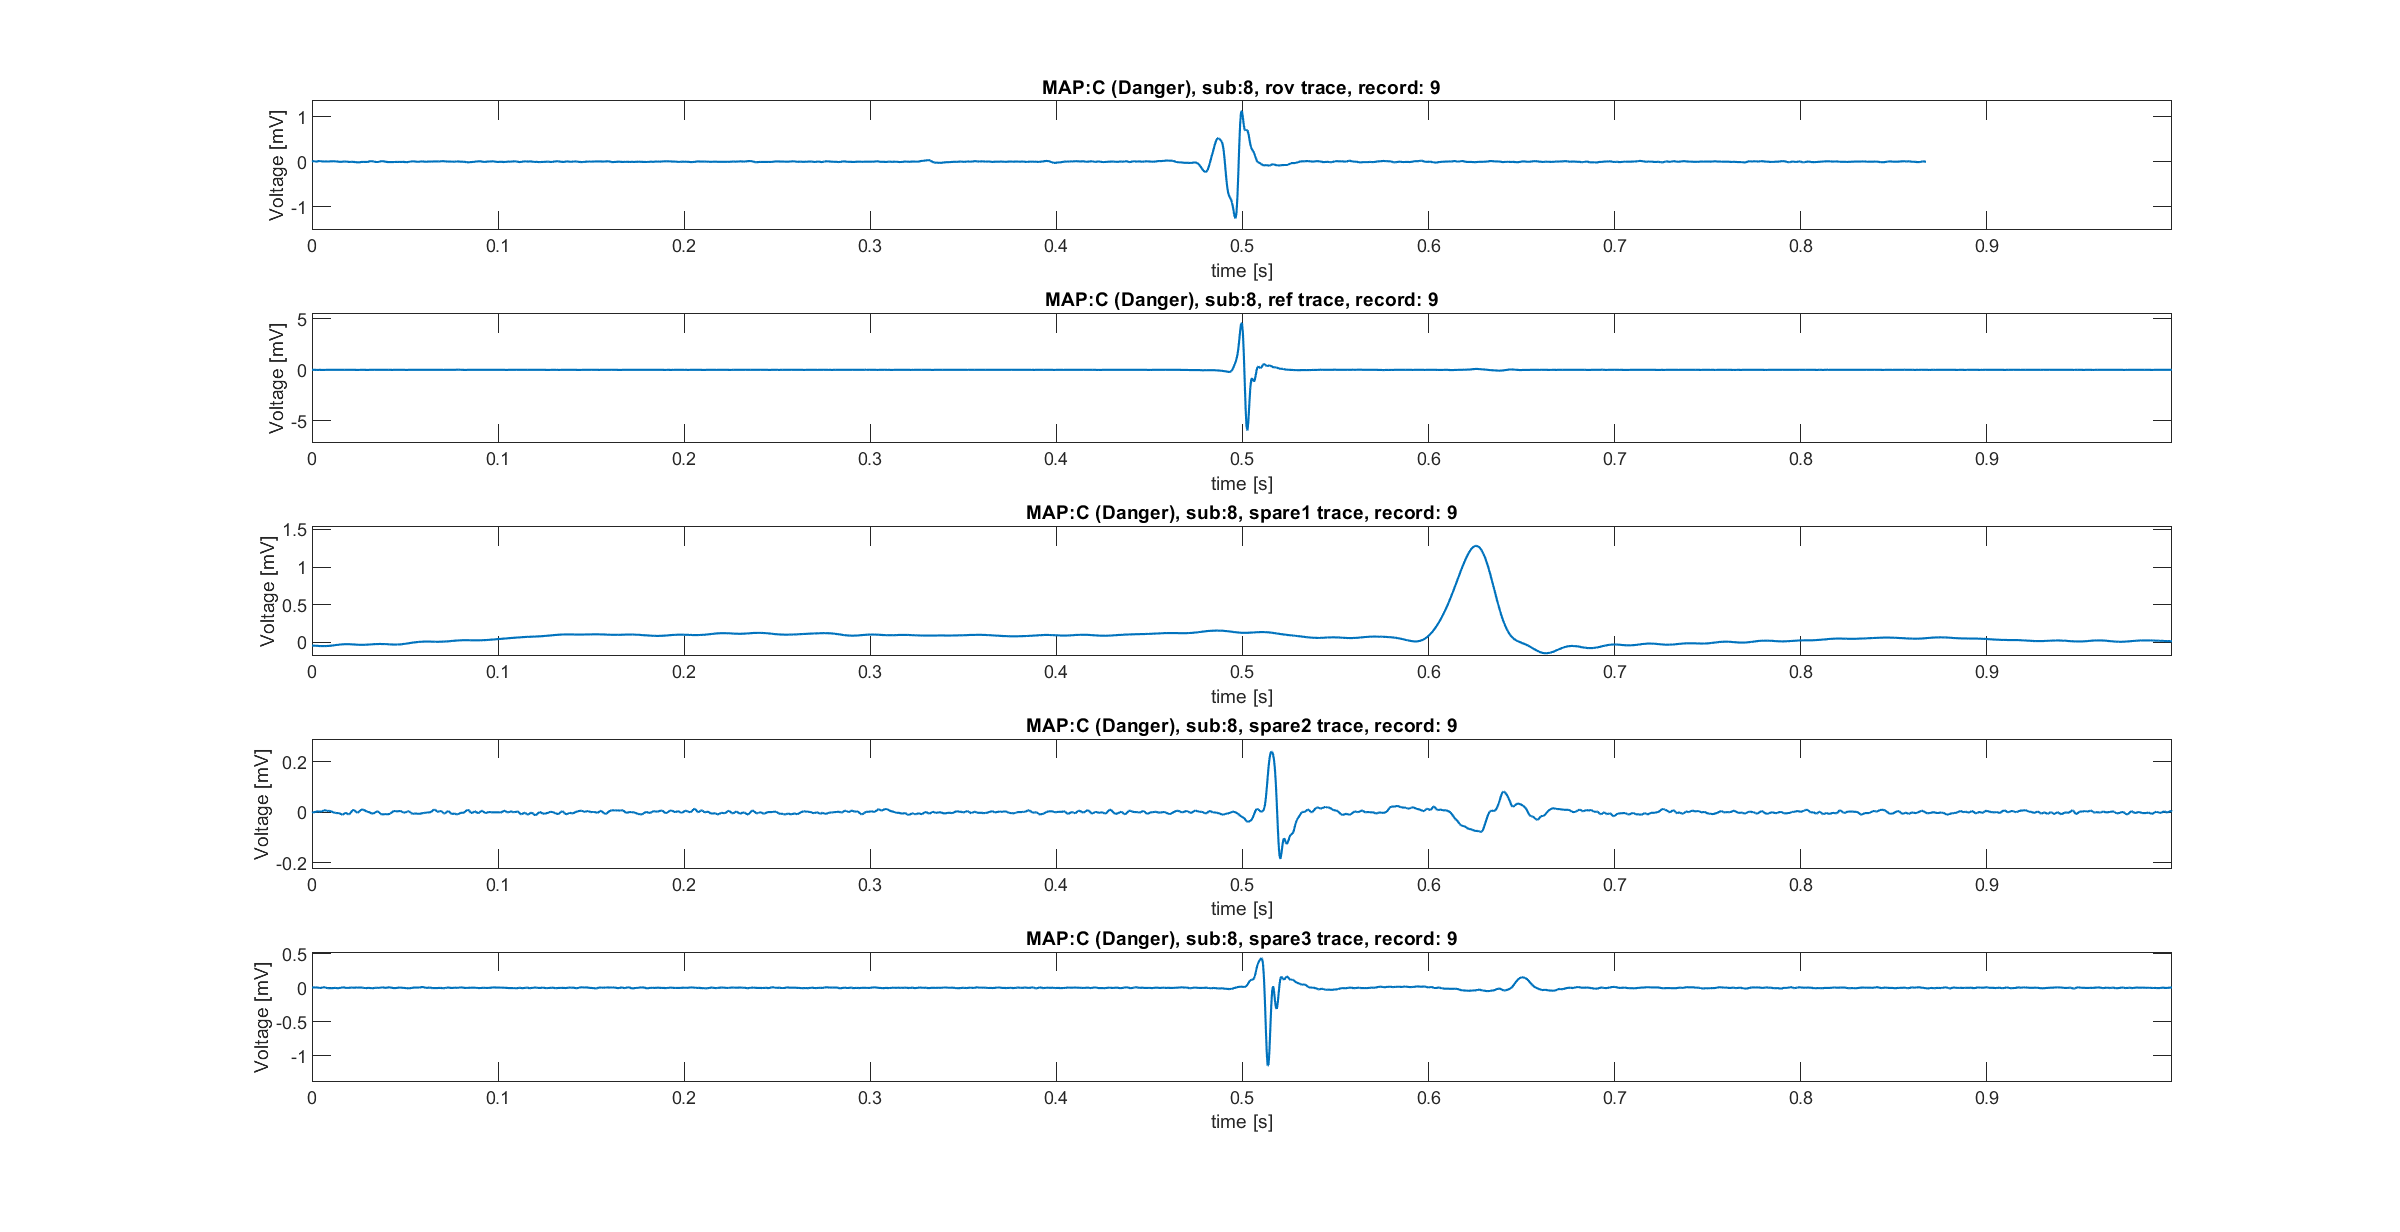 MAP:C (Danger), sub:8, rov trace, record: 9
Voltage [mV]
1
0
-1
0 0.1 0.2 0.3 0.4 0.5 0.6 0.7 0.8 0.9
time [s]
MAP:C (Danger), sub:8, ref trace, record: 9
Voltage [mV]
5
0
-5
0 0.1 0.2 0.3 0.4 0.5 0.6 0.7 0.8 0.9
time [s]
MAP:C (Danger), sub:8, spare1 trace, record: 9
Voltage [mV]
1.5
1
0.5
0
0 0.1 0.2 0.3 0.4 0.5 0.6 0.7 0.8 0.9
time [s]
MAP:C (Danger), sub:8, spare2 trace, record: 9
Voltage [mV]
0.2
0
-0.2
0 0.1 0.2 0.3 0.4 0.5 0.6 0.7 0.8 0.9
time [s]
MAP:C (Danger), sub:8, spare3 trace, record: 9
Voltage [mV]
0.5
0
-0.5
-1
0 0.1 0.2 0.3 0.4 0.5 0.6 0.7 0.8 0.9
time [s]